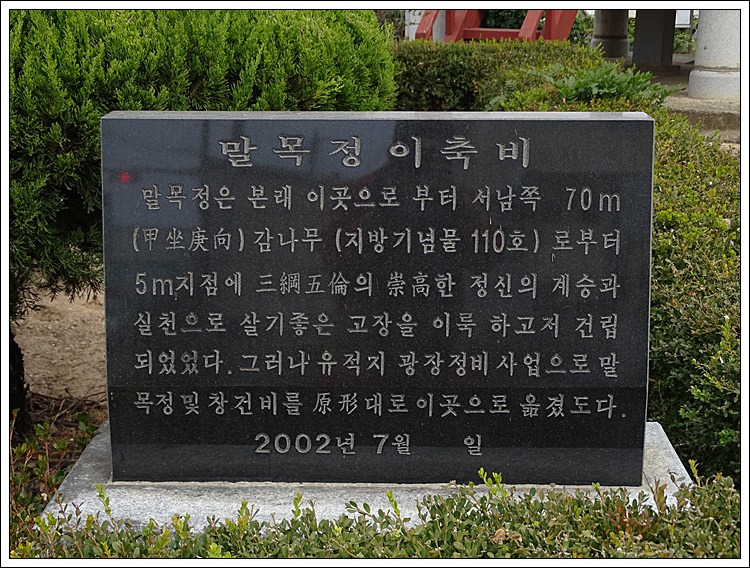 말목정이축비
말목정은 본래 이곳으로 부터 서남쪽 70m
(甲坐庚向) 감나무 (지방기념물 110호) 로부터
5m지점에 三綱五倫의 崇高한 정신의 계승과
실천으로 살기좋은 고장을 이룩 하고저 건립
되었었다. 그러나 유적지 광장정비사업으로 말
목정및 창건비를 原形대로 이곳으로 옮겼도다.
2002년 7월 일